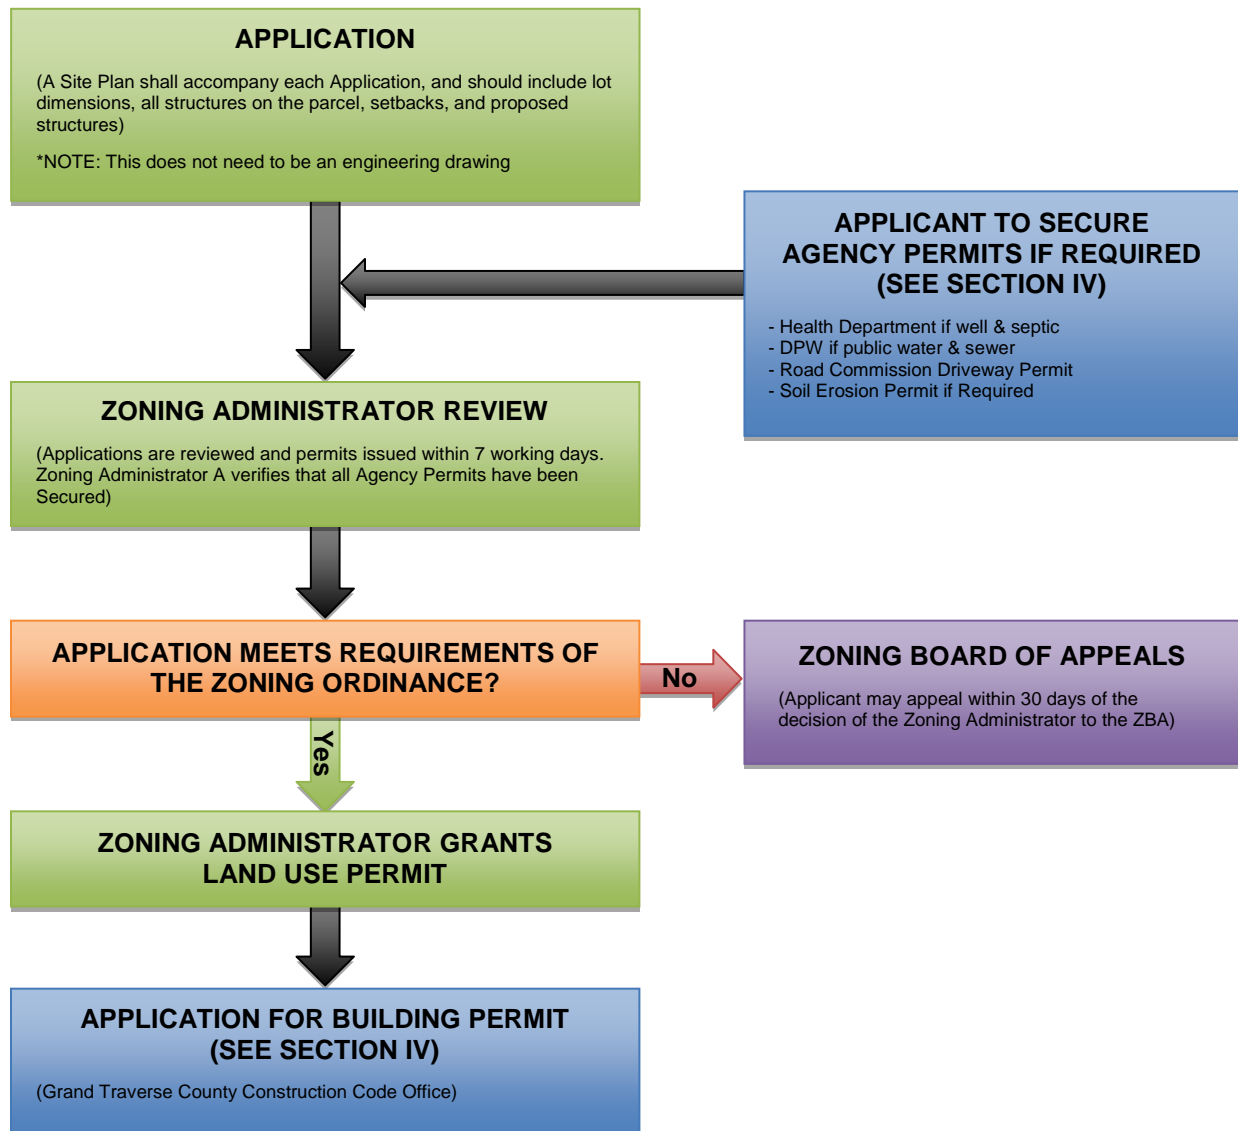 APPLICATION
(A Site Plan shall accompany each Application, and should include lot
dimensions, all structures on the parcel, setbacks, and proposed
structures)
*NOTE: This does not need to be an engineering drawing
APPLICANT TO SECURE
AGENCY PERMITS IF REQUIRED
(SEE SECTION IV)
- Health Department if well & septic
- DPW if public water & sewer
- Road Commission Driveway Permit
- Soil Erosion Permit if Required
ZONING ADMINISTRATOR REVIEW
(Applications are reviewed and permits issued within 7 working days.
Zoning Administrator A verifies that all Agency Permits have been
Secured)
APPLICATION MEETS REQUIREMENTS OF
THE ZONING ORDINANCE?
No
ZONING BOARD OF APPEALS
(Applicant may appeal within 30 days of the
decision of the Zoning Administrator to the ZBA)
Yes
ZONING ADMINISTRATOR GRANTS
LAND USE PERMIT
APPLICATION FOR BUILDING PERMIT
(SEE SECTION IV)
(Grand Traverse County Construction Code Office)